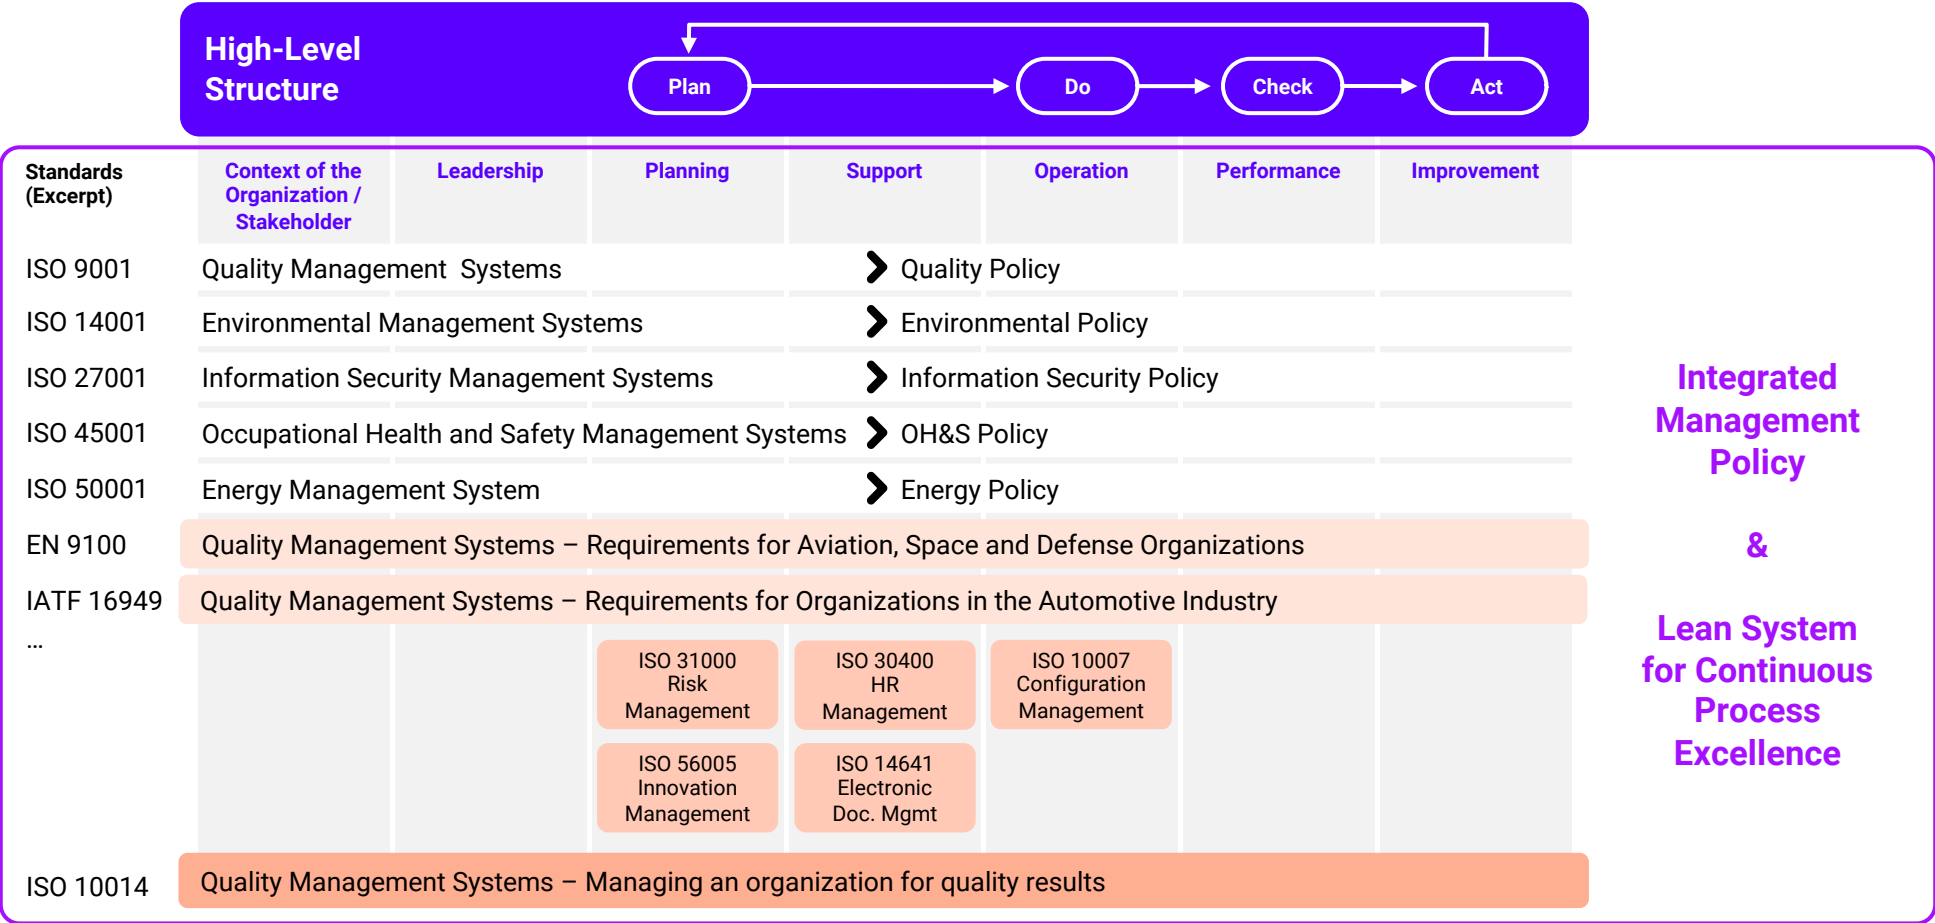 High-Level
Structure
Plan
Do
Check
Act
Standards
(Excerpt)
Context of the
Organization /
Stakeholder
Leadership
Planning
Support
Operation
Performance
Improvement
ISO 9001
Quality Management Systems
Quality Policy
ISO 14001
Environmental Management Systems
Environmental Policy
ISO 27001
Information Security Management Systems
Information Security Policy
ISO 45001
Occupational Health and Safety Management Systems
OH&S Policy
ISO 50001
Energy Management System
Energy Policy
EN 9100
Quality Management Systems – Requirements for Aviation, Space and Defense Organizations
IATF 16949
Quality Management Systems – Requirements for Organizations in the Automotive Industry
...
ISO 31000
Risk
Management
ISO 30400
HR
Management
ISO 10007
Configuration
Management
ISO 56005
Innovation
Management
ISO 14641
Electronic
Doc. Mgmt
ISO 10014
Quality Management Systems – Managing an organization for quality results
Integrated
Management
Policy
&
Lean System
for Continuous
Process
Excellence